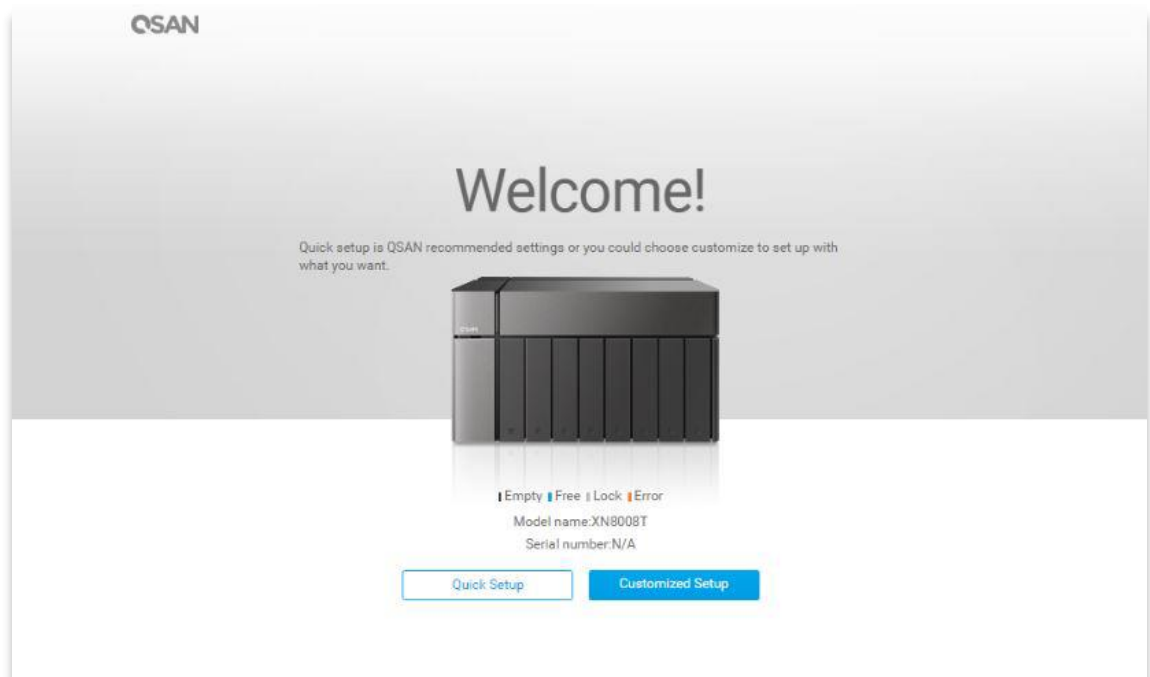 QSAN
Welcome!
Quick setup is QSAN recommended settings or you could choose customize to set up with
what you want.
QSAN
Empty Free Lock Error
Model name:XN8008T
Serial number:N/A
Quick Setup
Customized Setup